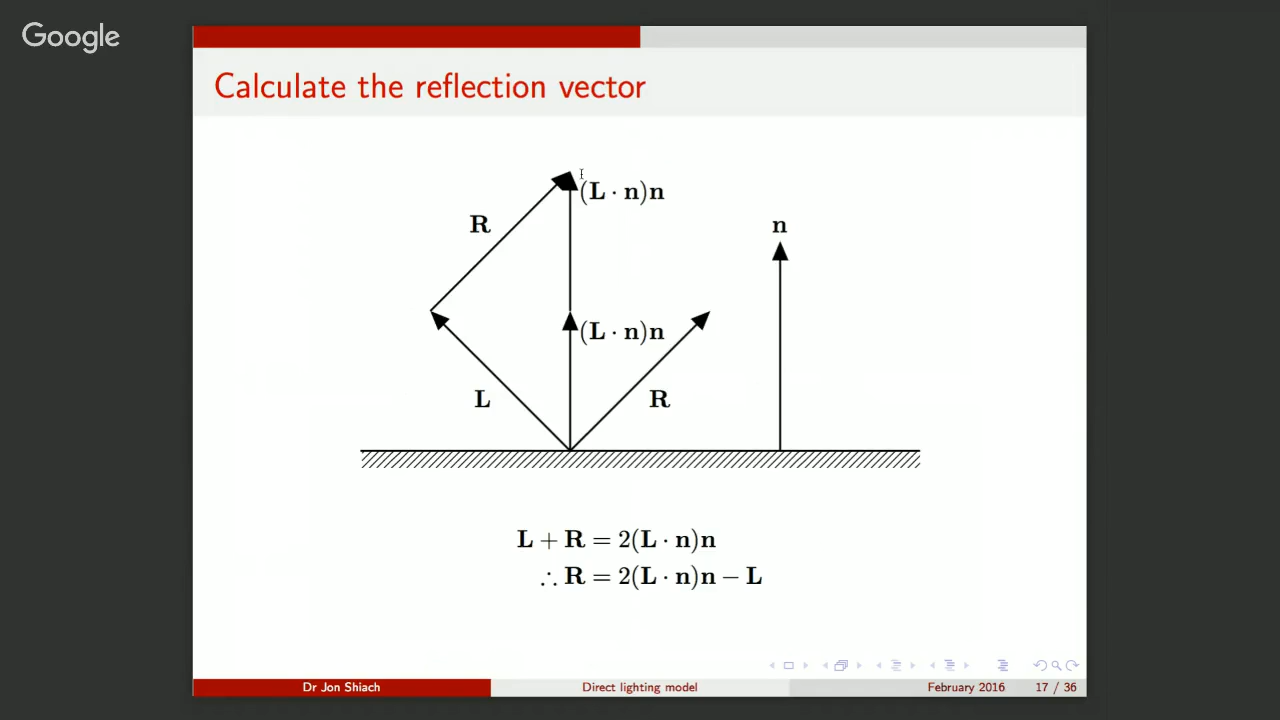 Google
Calculate the reflection vector
(L · n)n
R
n
(L · n)n
L
R
L + R = 2(L · n)n
∴ R = 2(L · n)n − L
Dr Jon Shiach
Direct lighting model
February 2016
17 / 36